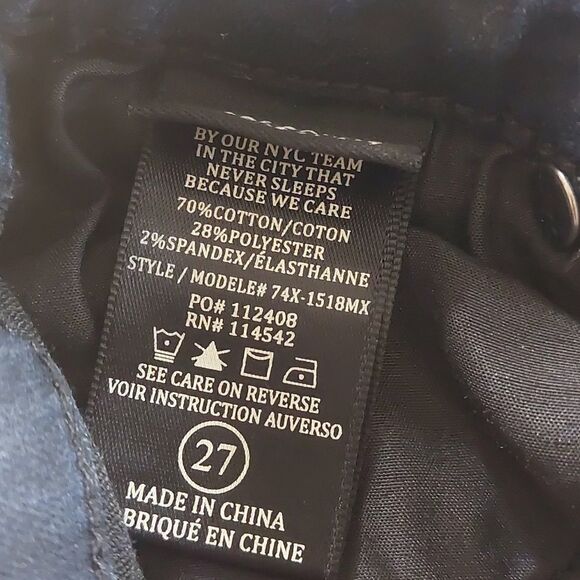 BY OUR NYC TEAM
IN THE CITY THAT
NEVER SLEEPS
BECAUSE WE CARE
70%COTTON/COTON
28%POLYESTER
2%SPANDEX/ÉLASTHANNE
STYLE / MODELE# 74X-1518MX
PO# 112408
RN# 114542
SEE CARE ON REVERSE
VOIR INSTRUCTION AUVERSO
27
MADE IN CHINA
BRIQUÉ EN CHINE